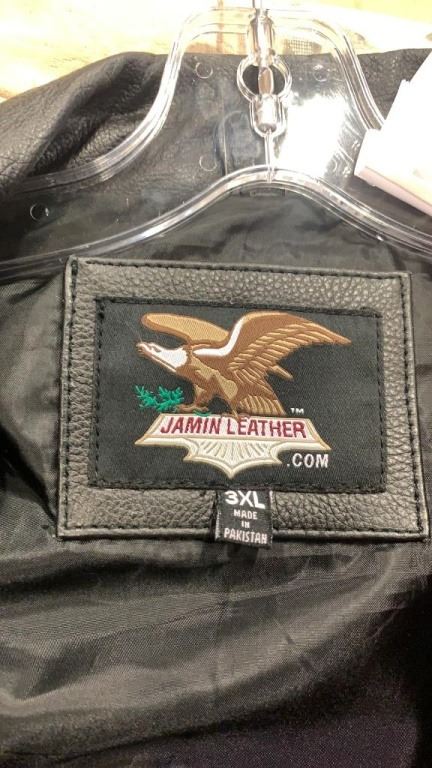 TM
JAMIN LEATHER
.COM
3XL
MADE
IN
PAKISTAN